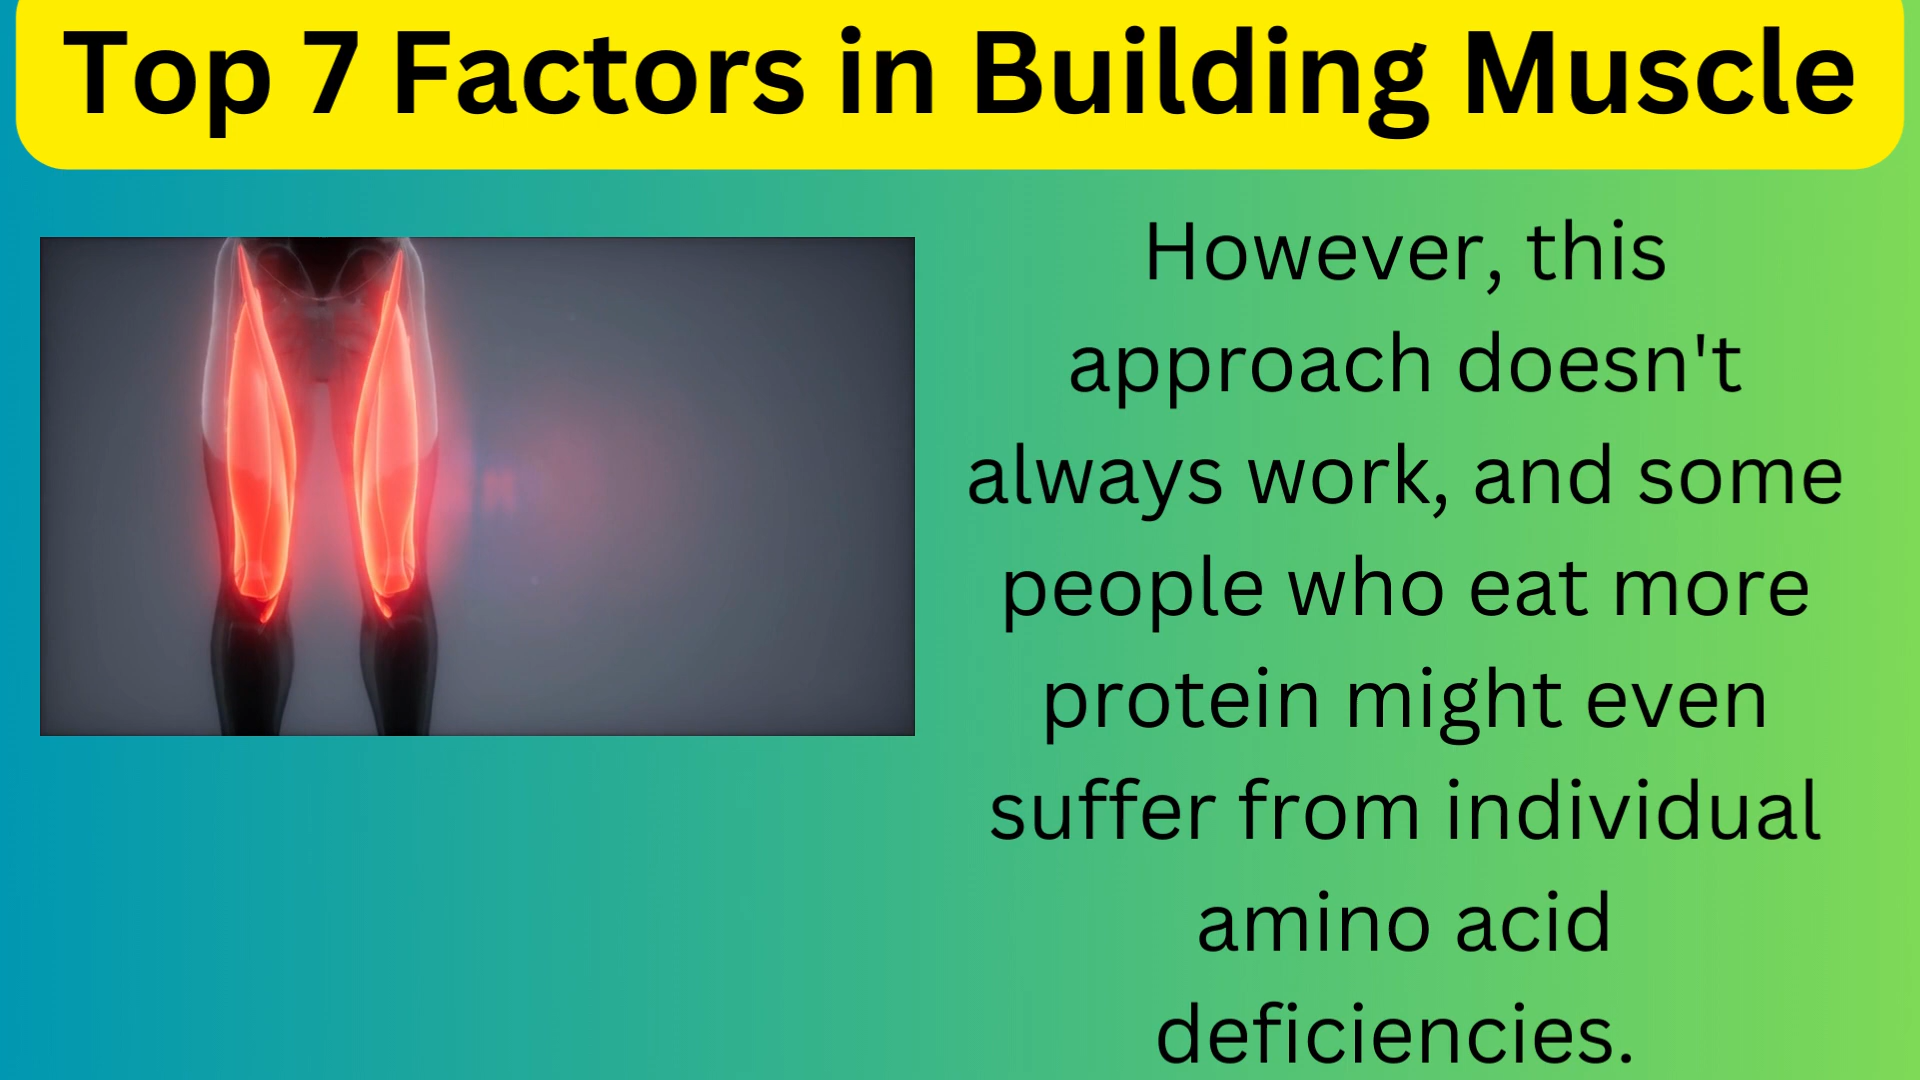 Top 7 Factors in Building Muscle
However, this
approach doesn't
always work, and some
people who eat more
protein might even
suffer from individual
amino acid
deficiencies.